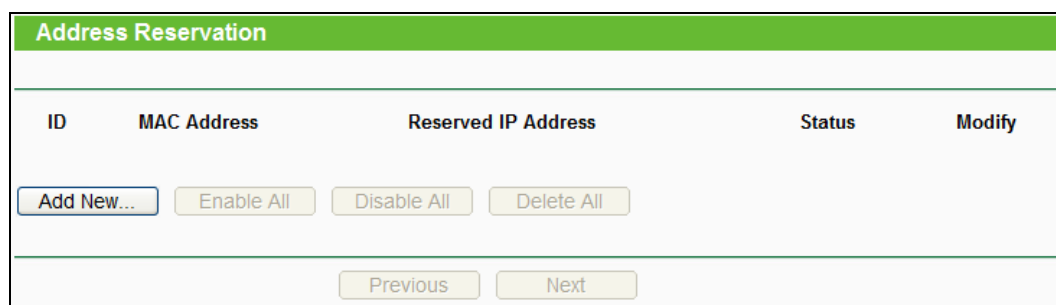 Address Reservation
ID MAC Address Reserved IP Address Status Modify
Add New... Enable All Disable All Delete All
Previous Next